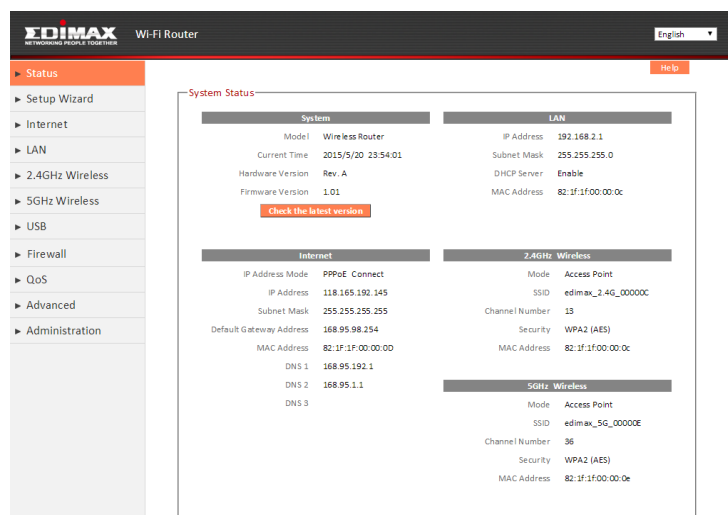 EDIMAX
NETWORKING PEOPLE TOGETHER
Wi-Fi Router
English
Help
Status
Setup Wizard
Internet
LAN
2.4GHz Wireless
5GHz Wireless
USB
Firewall
QoS
Advanced
Administration
System Status
System
Model Wireless Router
Current Time 2015/5/20 23:54:01
Hardware Version Rev. A
Firmware Version 1.01
Check the latest version
LAN
IP Address 192.168.2.1
Subnet Mask 255.255.255.0
DHCP Server Enable
MAC Address 82:1f:1f:00:00:0c
Internet
IP Address Mode PPPoE Connect
IP Address 118.165.192.145
Subnet Mask 255.255.255.255
Default Gateway Address 168.95.98.254
MAC Address 82:1F:1F:00:00:0D
DNS 1 168.95.192.1
DNS 2 168.95.1.1
DNS 3
2.4GHz Wireless
Mode Access Point
SSID edimax_2.4G_00000C
Channel Number 13
Security WPA2 (AES)
MAC Address 82:1f:1f:00:00:0c
5GHz Wireless
Mode Access Point
SSID edimax_5G_00000E
Channel Number 36
Security WPA2 (AES)
MAC Address 82:1f:1f:00:00:0e